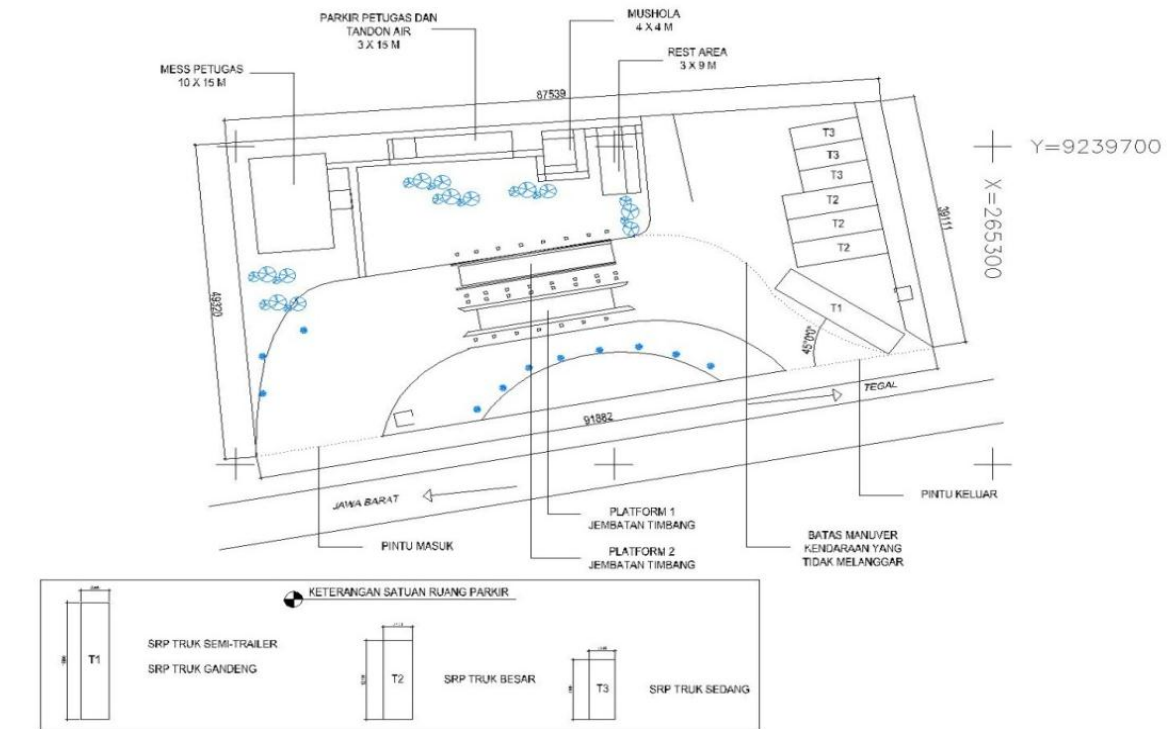 PARKIR PETUGAS DAN
TANDON AIR
3 X 15 M
MUSHOLA
4 X 4 M
REST AREA
3 X 9 M
MESS PETUGAS
10 X 15 M
87539
Y=9239700
X=265300
39111
49320
T3
T3
T3
T2
T2
T2
T1
45°0'0"
TEGAL
91882
JAWA BARAT
PINTU MASUK
PLATFORM 1
JEMBATAN TIMBANG
PLATFORM 2
JEMBATAN TIMBANG
BATAS MANUVER
KENDARAAN YANG
TIDAK MELANGGAR
PINTU KELUAR
KETERANGAN SATUAN RUANG PARKIR
T1
SRP TRUK SEMI-TRAILER
SRP TRUK GANDENG
T2
SRP TRUK BESAR
T3
SRP TRUK SEDANG